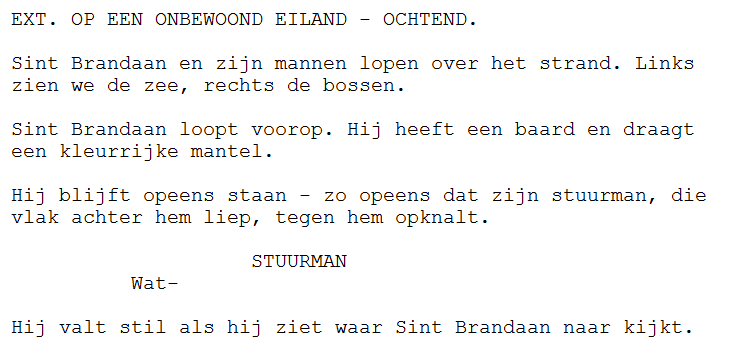 EXT. OP EEN ONBEWOOND EILAND – OCHTEND.
Sint Brandaan en zijn mannen lopen over het strand. Links
zien we de zee, rechts de bossen.
Sint Brandaan loopt voorop. Hij heeft een baard en draagt
een kleurrijke mantel.
Hij blijft opeens staan – zo opeens dat zijn stuurman, die
vlak achter hem liep, tegen hem opknalt.
STUURMAN
Wat–
Hij valt stil als hij ziet waar Sint Brandaan naar kijkt.